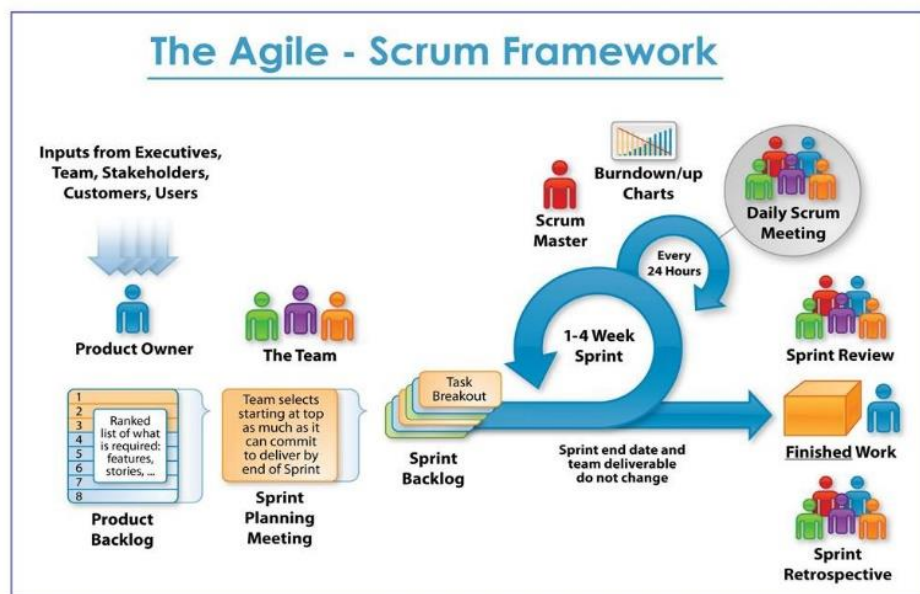 The Agile - Scrum Framework
Inputs from Executives,
Team, Stakeholders,
Customers, Users
Product Owner
The Team
1
2
3
4
5
6
7
8
Ranked
list of what
is required:
features,
stories, ...
Product
Backlog
Team selects
starting at top
as much as it
can commit
to deliver by
end of Sprint
Sprint
Planning
Meeting
Task
Breakout
Sprint
Backlog
Scrum
Master
Burndown/up
Charts
Every
24 Hours
Daily Scrum
Meeting
1-4 Week
Sprint
Sprint end date and
team deliverable
do not change
Sprint Review
Finished Work
Sprint
Retrospective